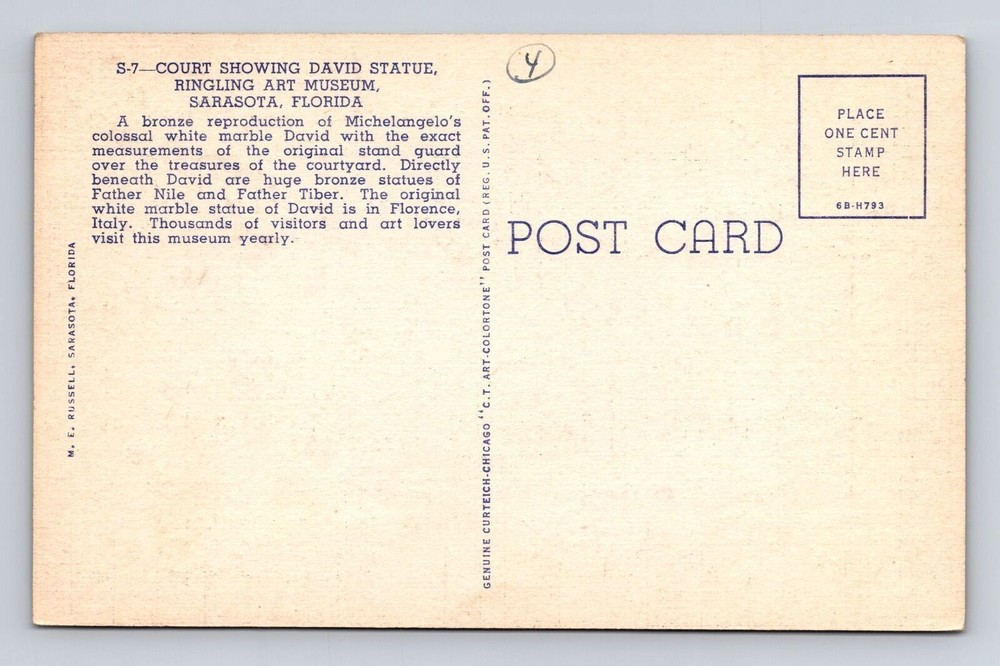 S-7—COURT SHOWING DAVID STATUE,
RINGLING ART MUSEUM,
SARASOTA, FLORIDA
A bronze reproduction of Michelangelo's
colossal white marble David with the exact
measurements of the original stand guard
over the treasures of the courtyard. Directly
beneath David are huge bronze statues of
Father Nile and Father Tiber. The original
white marble statue of David is in Florence,
Italy. Thousands of visitors and art lovers
visit this museum yearly.
M. E. RUSSELL, SARASOTA, FLORIDA
GENUINE CURTEICH-CHICAGO "C.T. ART-COLORTONE" POST CARD (REG. U.S. PAT. OFF.)
4
POST CARD
PLACE
ONE CENT
STAMP
HERE
6B-H793